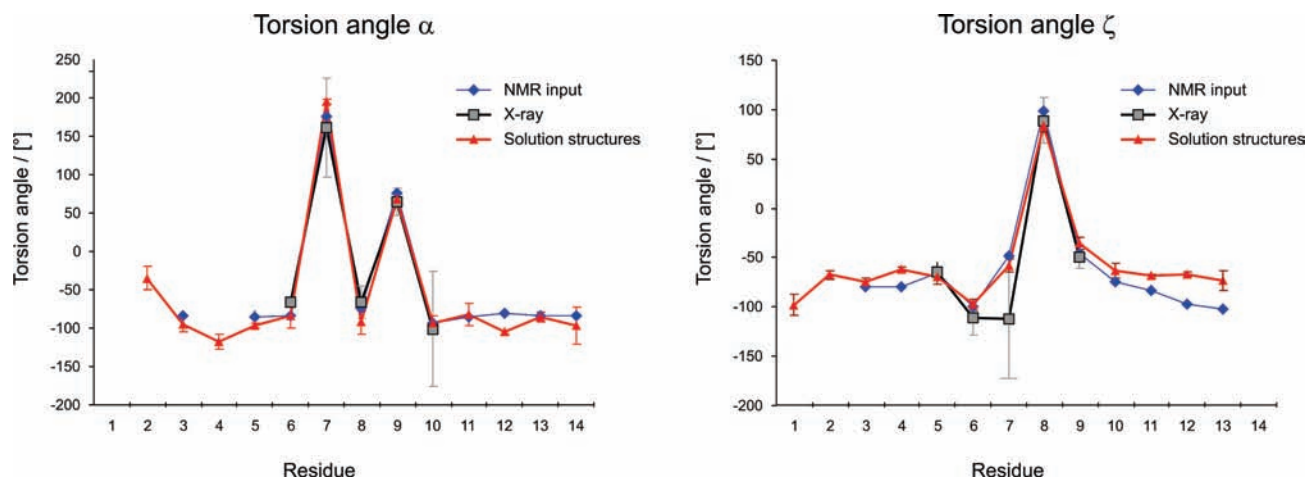 Torsion angle α
Torsion angle / [°]
250
200
150
100
50
0
-50
-100
-150
-200
NMR input
X-ray
Solution structures
1 2 3 4 5 6 7 8 9 10 11 12 13 14
Residue
Torsion angle ζ
Torsion angle / [°]
150
100
50
0
-50
-100
-150
-200
NMR input
X-ray
Solution structures
1 2 3 4 5 6 7 8 9 10 11 12 13 14
Residue